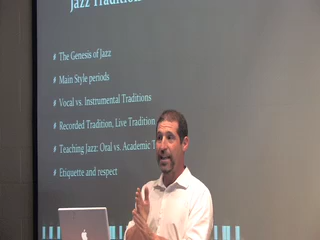 Jazz Tradition
# The Genesis of Jazz
# Main Style periods
# Vocal vs. Instrumental Traditions
# Recorded Tradition, Live Tradition
# Teaching Jazz: Oral vs. Academic
# Etiquette and respect